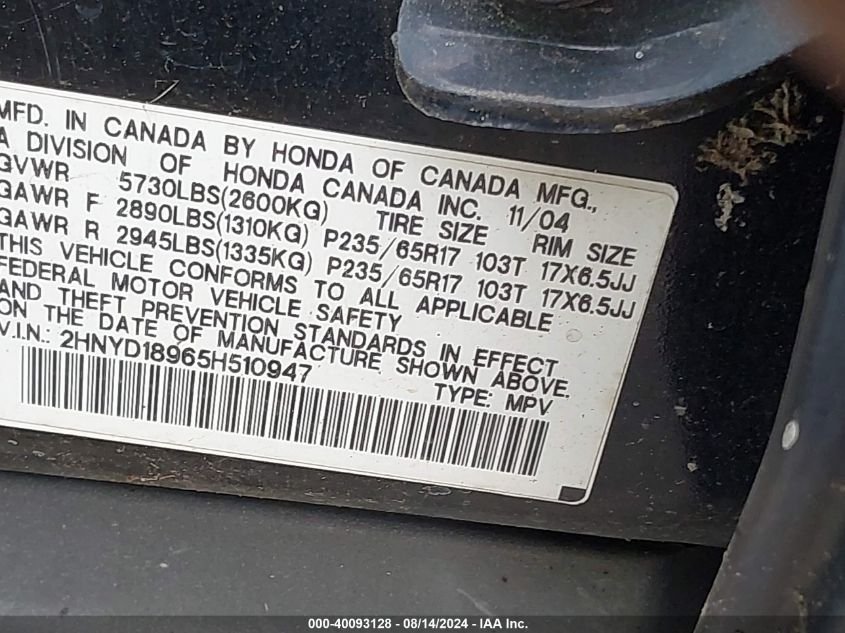 MFD. IN CANADA BY HONDA OF CANADA MFG.,
A DIVISION OF HONDA CANADA INC. 11/04
GVWR 5730LBS(2600KG) TIRE SIZE RIM SIZE
GAWR F 2890LBS(1310KG) P235/65R17 103T 17X6.5JJ
GAWR R 2945LBS(1335KG) P235/65R17 103T 17X6.5JJ
THIS VEHICLE CONFORMS TO ALL APPLICABLE
FEDERAL MOTOR VEHICLE SAFETY
AND THEFT PREVENTION STANDARDS IN EFFECT
ON THE DATE OF MANUFACTURE SHOWN ABOVE.
V.I.N.: 2HNYD18965H510947 TYPE: MPV
000-40093128 - 08/14/2024 - IAA Inc.